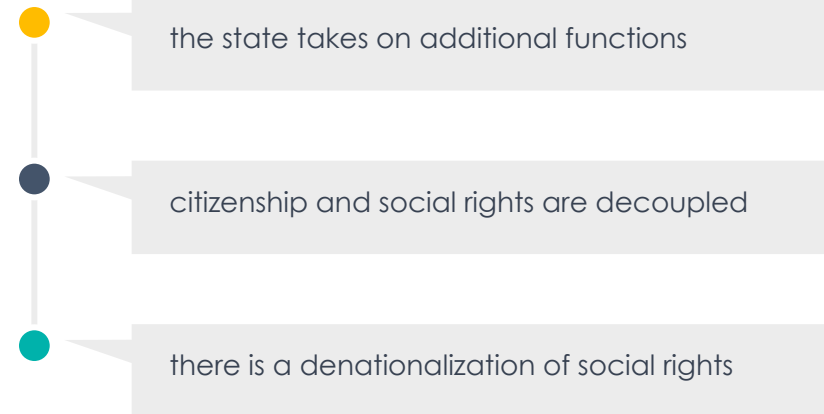 the state takes on additional functions
citizenship and social rights are decoupled
there is a denationalization of social rights